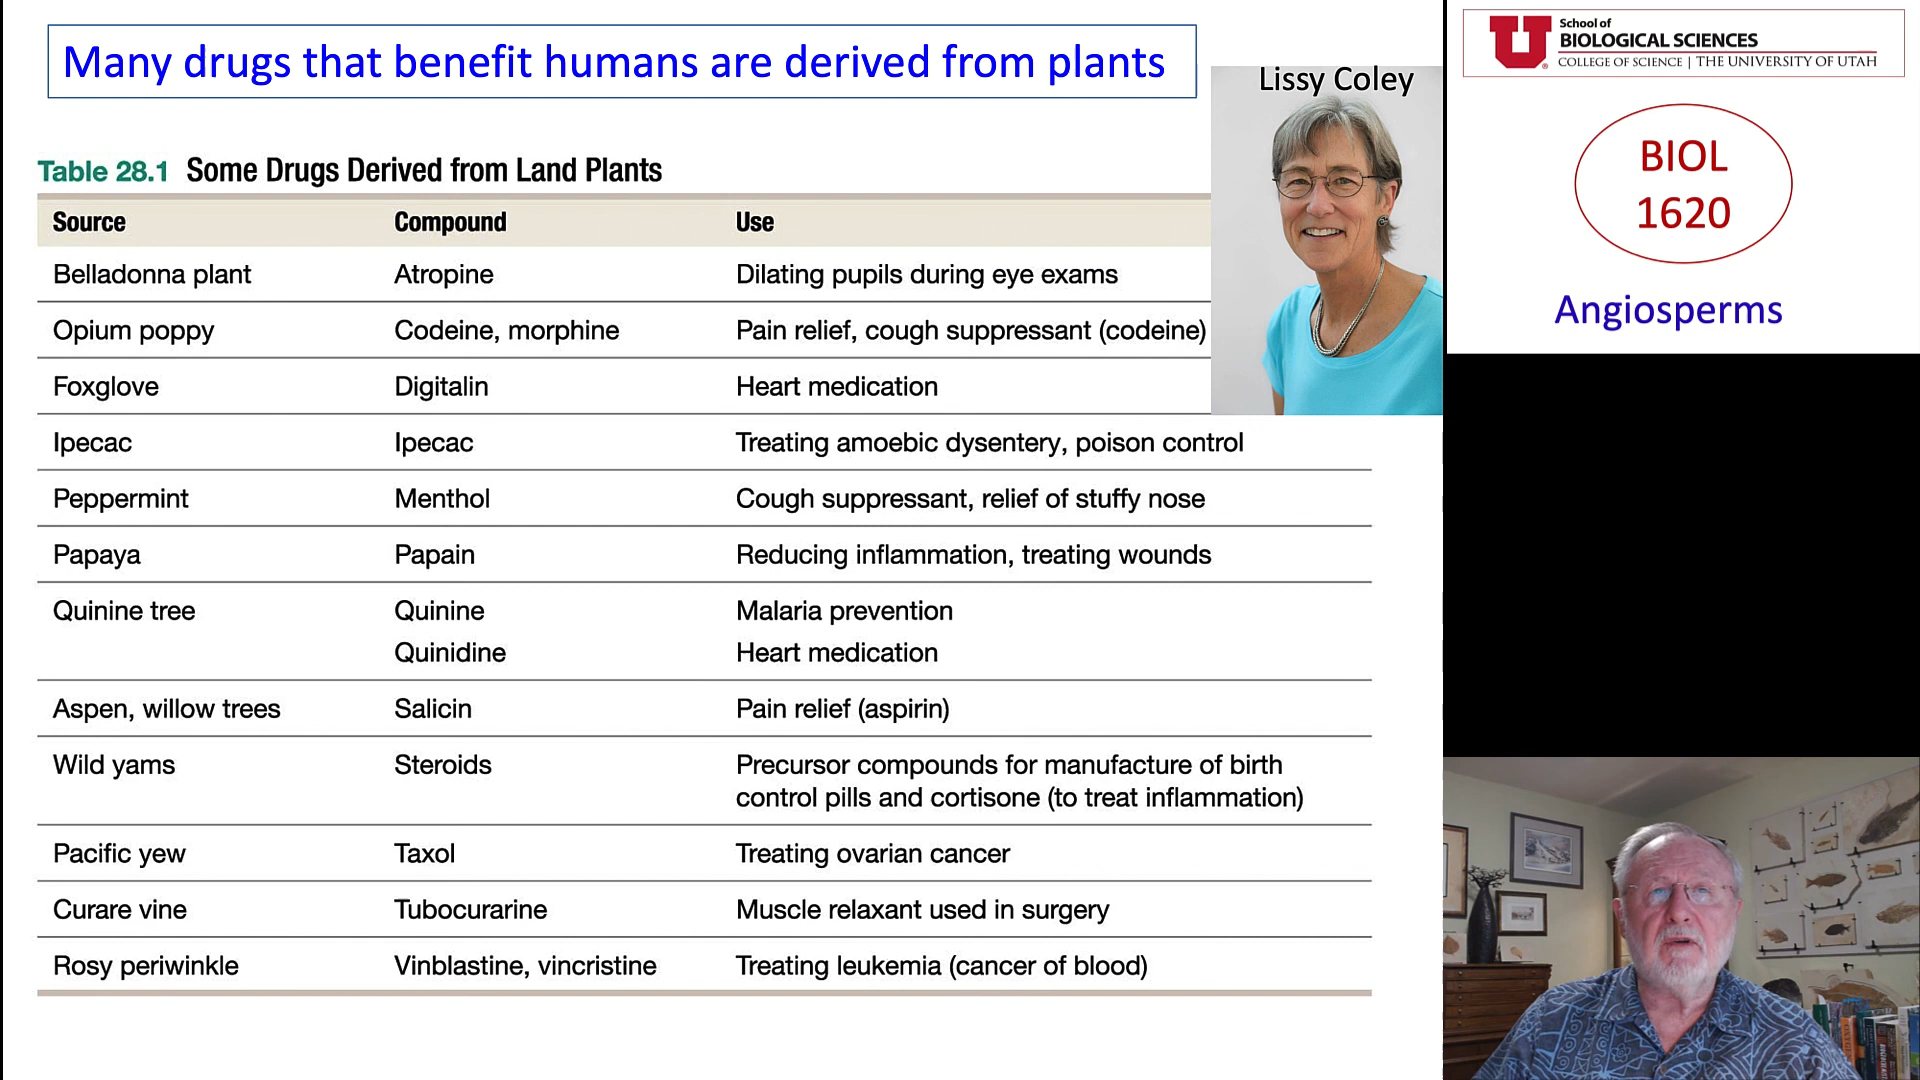 Many drugs that benefit humans are derived from plants
Lissy Coley
Table 28.1 Some Drugs Derived from Land Plants
Source Compound Use
Belladonna plant Atropine Dilating pupils during eye exams
Opium poppy Codeine, morphine Pain relief, cough suppressant (codeine)
Foxglove Digitalin Heart medication
Ipecac Ipecac Treating amoebic dysentery, poison control
Peppermint Menthol Cough suppressant, relief of stuffy nose
Papaya Papain Reducing inflammation, treating wounds
Quinine tree Quinine Malaria prevention
Quinidine Heart medication
Aspen, willow trees Salicin Pain relief (aspirin)
Wild yams Steroids Precursor compounds for manufacture of birth
control pills and cortisone (to treat inflammation)
Pacific yew Taxol Treating ovarian cancer
Curare vine Tubocurarine Muscle relaxant used in surgery
Rosy periwinkle Vinblastine, vincristine Treating leukemia (cancer of blood)
U
School of
BIOLOGICAL SCIENCES
COLLEGE OF SCIENCE | THE UNIVERSITY OF UTAH
BIOL
1620
Angiosperms